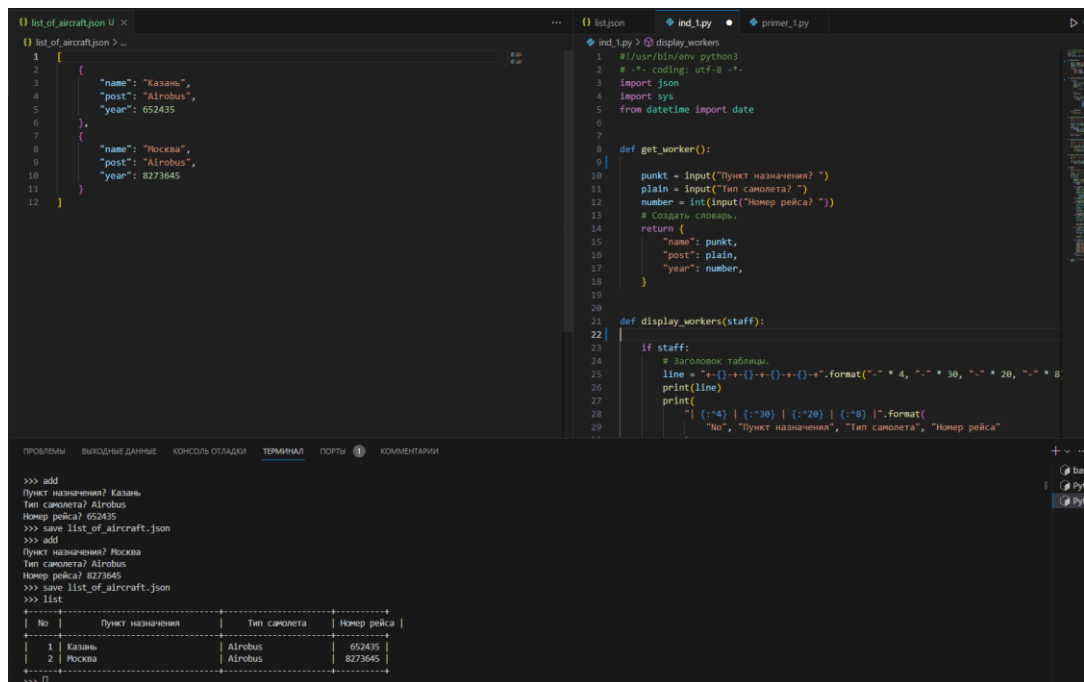 list_of_aircraft.json U ×
list_of_aircraft.json > ...
1 [
2 {
3 "name": "Казань",
4 "post": "Airobus",
5 "year": 652435
6 },
7 {
8 "name": "Москва",
9 "post": "Airobus",
10 "year": 8273645
11 }
12 ]
list.json ind_1.py primer_1.py
ind_1.py > display_workers
1 #!/usr/bin/env python3
2 # -*- coding: utf-8 -*-
3 import json
4 import sys
5 from datetime import date
6
7
8 def get_worker():
9
10 punkt = input("Пункт назначения? ")
11 plain = input("Тип самолета? ")
12 number = int(input("Номер рейса? "))
13 # Создать словарь.
14 return {
15 "name": punkt,
16 "post": plain,
17 "year": number,
18 }
19
20
21 def display_workers(staff):
22
23 if staff:
24 # Заголовок таблицы.
25 line = "+-{}-+-{}-+-{}-+-{}-+".format("-" * 4, "-" * 30, "-" * 20, "-" * 8
26 print(line)
27 print(
28 "| {:^4} | {:^30} | {:^20} | {:^8} |".format(
29 "No", "Пункт назначения", "Тип самолета", "Номер рейса"
ПРОБЛЕМЫ ВЫХОДНЫЕ ДАННЫЕ КОНСОЛЬ ОТЛАДКИ ТЕРМИНАЛ ПОРТЫ 1 КОММЕНТАРИИ
>>> add
Пункт назначения? Казань
Тип самолета? Airobus
Номер рейса? 652435
>>> save list_of_aircraft.json
>>> add
Пункт назначения? Москва
Тип самолета? Airobus
Номер рейса? 8273645
>>> save list_of_aircraft.json
>>> list
| No | Пункт назначения | Тип самолета | Номер рейса |
| 1 | Казань | Airobus | 652435 |
| 2 | Москва | Airobus | 8273645 |
>>>
ba
Py
Py